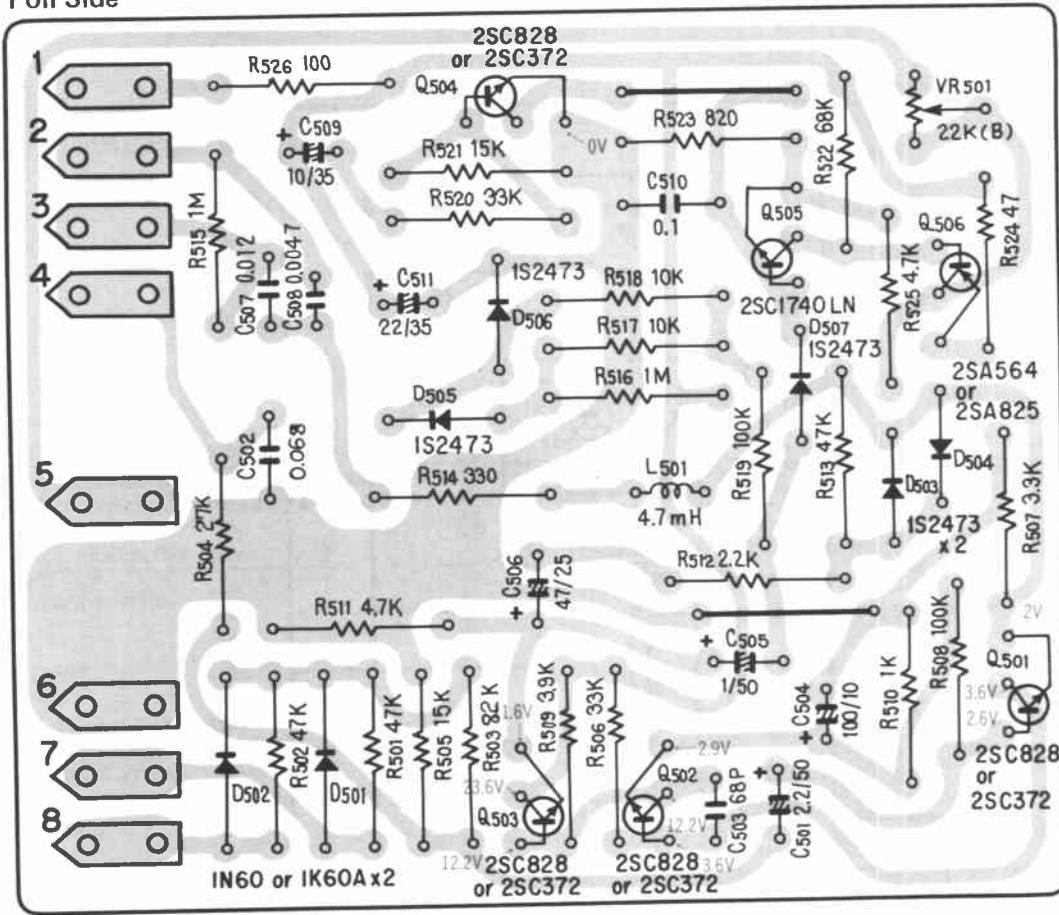 Foil Side
1
2
3
4
5
6
7
8
R526 100
2SC828
or 2SC372
Q504
0V
+ C509
10/35
R521 15K
R520 33K
R523 820
C510
0.1
R522 68K
VR501
22K(B)
Q505
2SC1740LN
Q506
R524 47
R525 4.7K
2SA564
or
2SA825
R515 1M
C507 0.012
C508 0.0047
+ C511
22/35
1S2473
D506
R518 10K
R517 10K
R516 1M
D507
1S2473
D505
1S2473
C502
0.068
R514 330
L501
4.7mH
R519 100K
R513 47K
D503
D504
1S2473
x2
R507 3.3K
R504 27K
C506
47/25
+
R512 2.2K
R511 4.7K
+ C505
1/50
C504
100/10
+
R510 1K
R508 100K
2V
Q501
3.6V
2.6V
2SC828
or
2SC372
D502
R502 47K
D501
R501 47K
R505 15K
R503 82K
1.6V
R509 3.9K
R506 33K
2.9V
23.6V
Q503
12.2V
Q502
12.2V
3.6V
C503 68P
+
C501 2.2/50
1N60 or 1K60Ax2
2SC828
or 2SC372
2SC828
or 2SC372